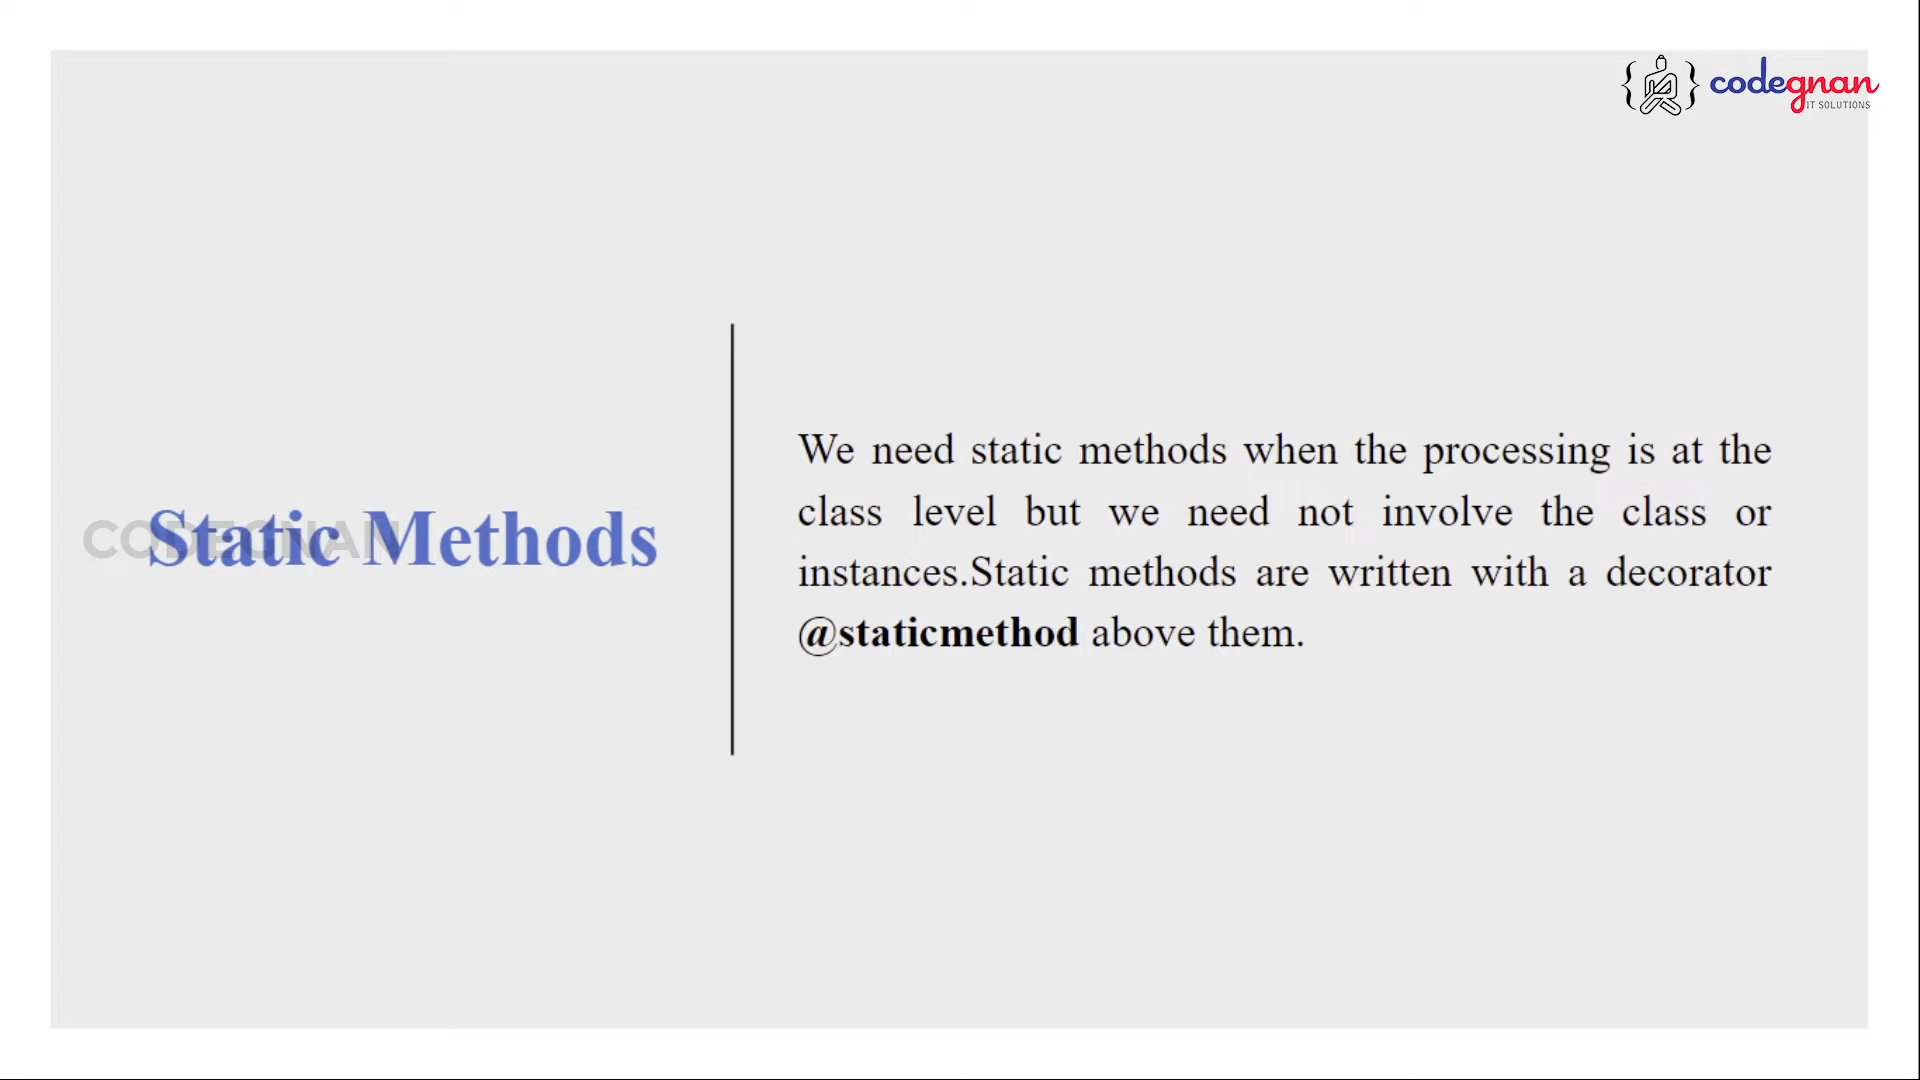 codegnan
IT SOLUTIONS
CODEGNAN
Static Methods
We need static methods when the processing is at the
class level but we need not involve the class or
instances.Static methods are written with a decorator
@staticmethod above them.